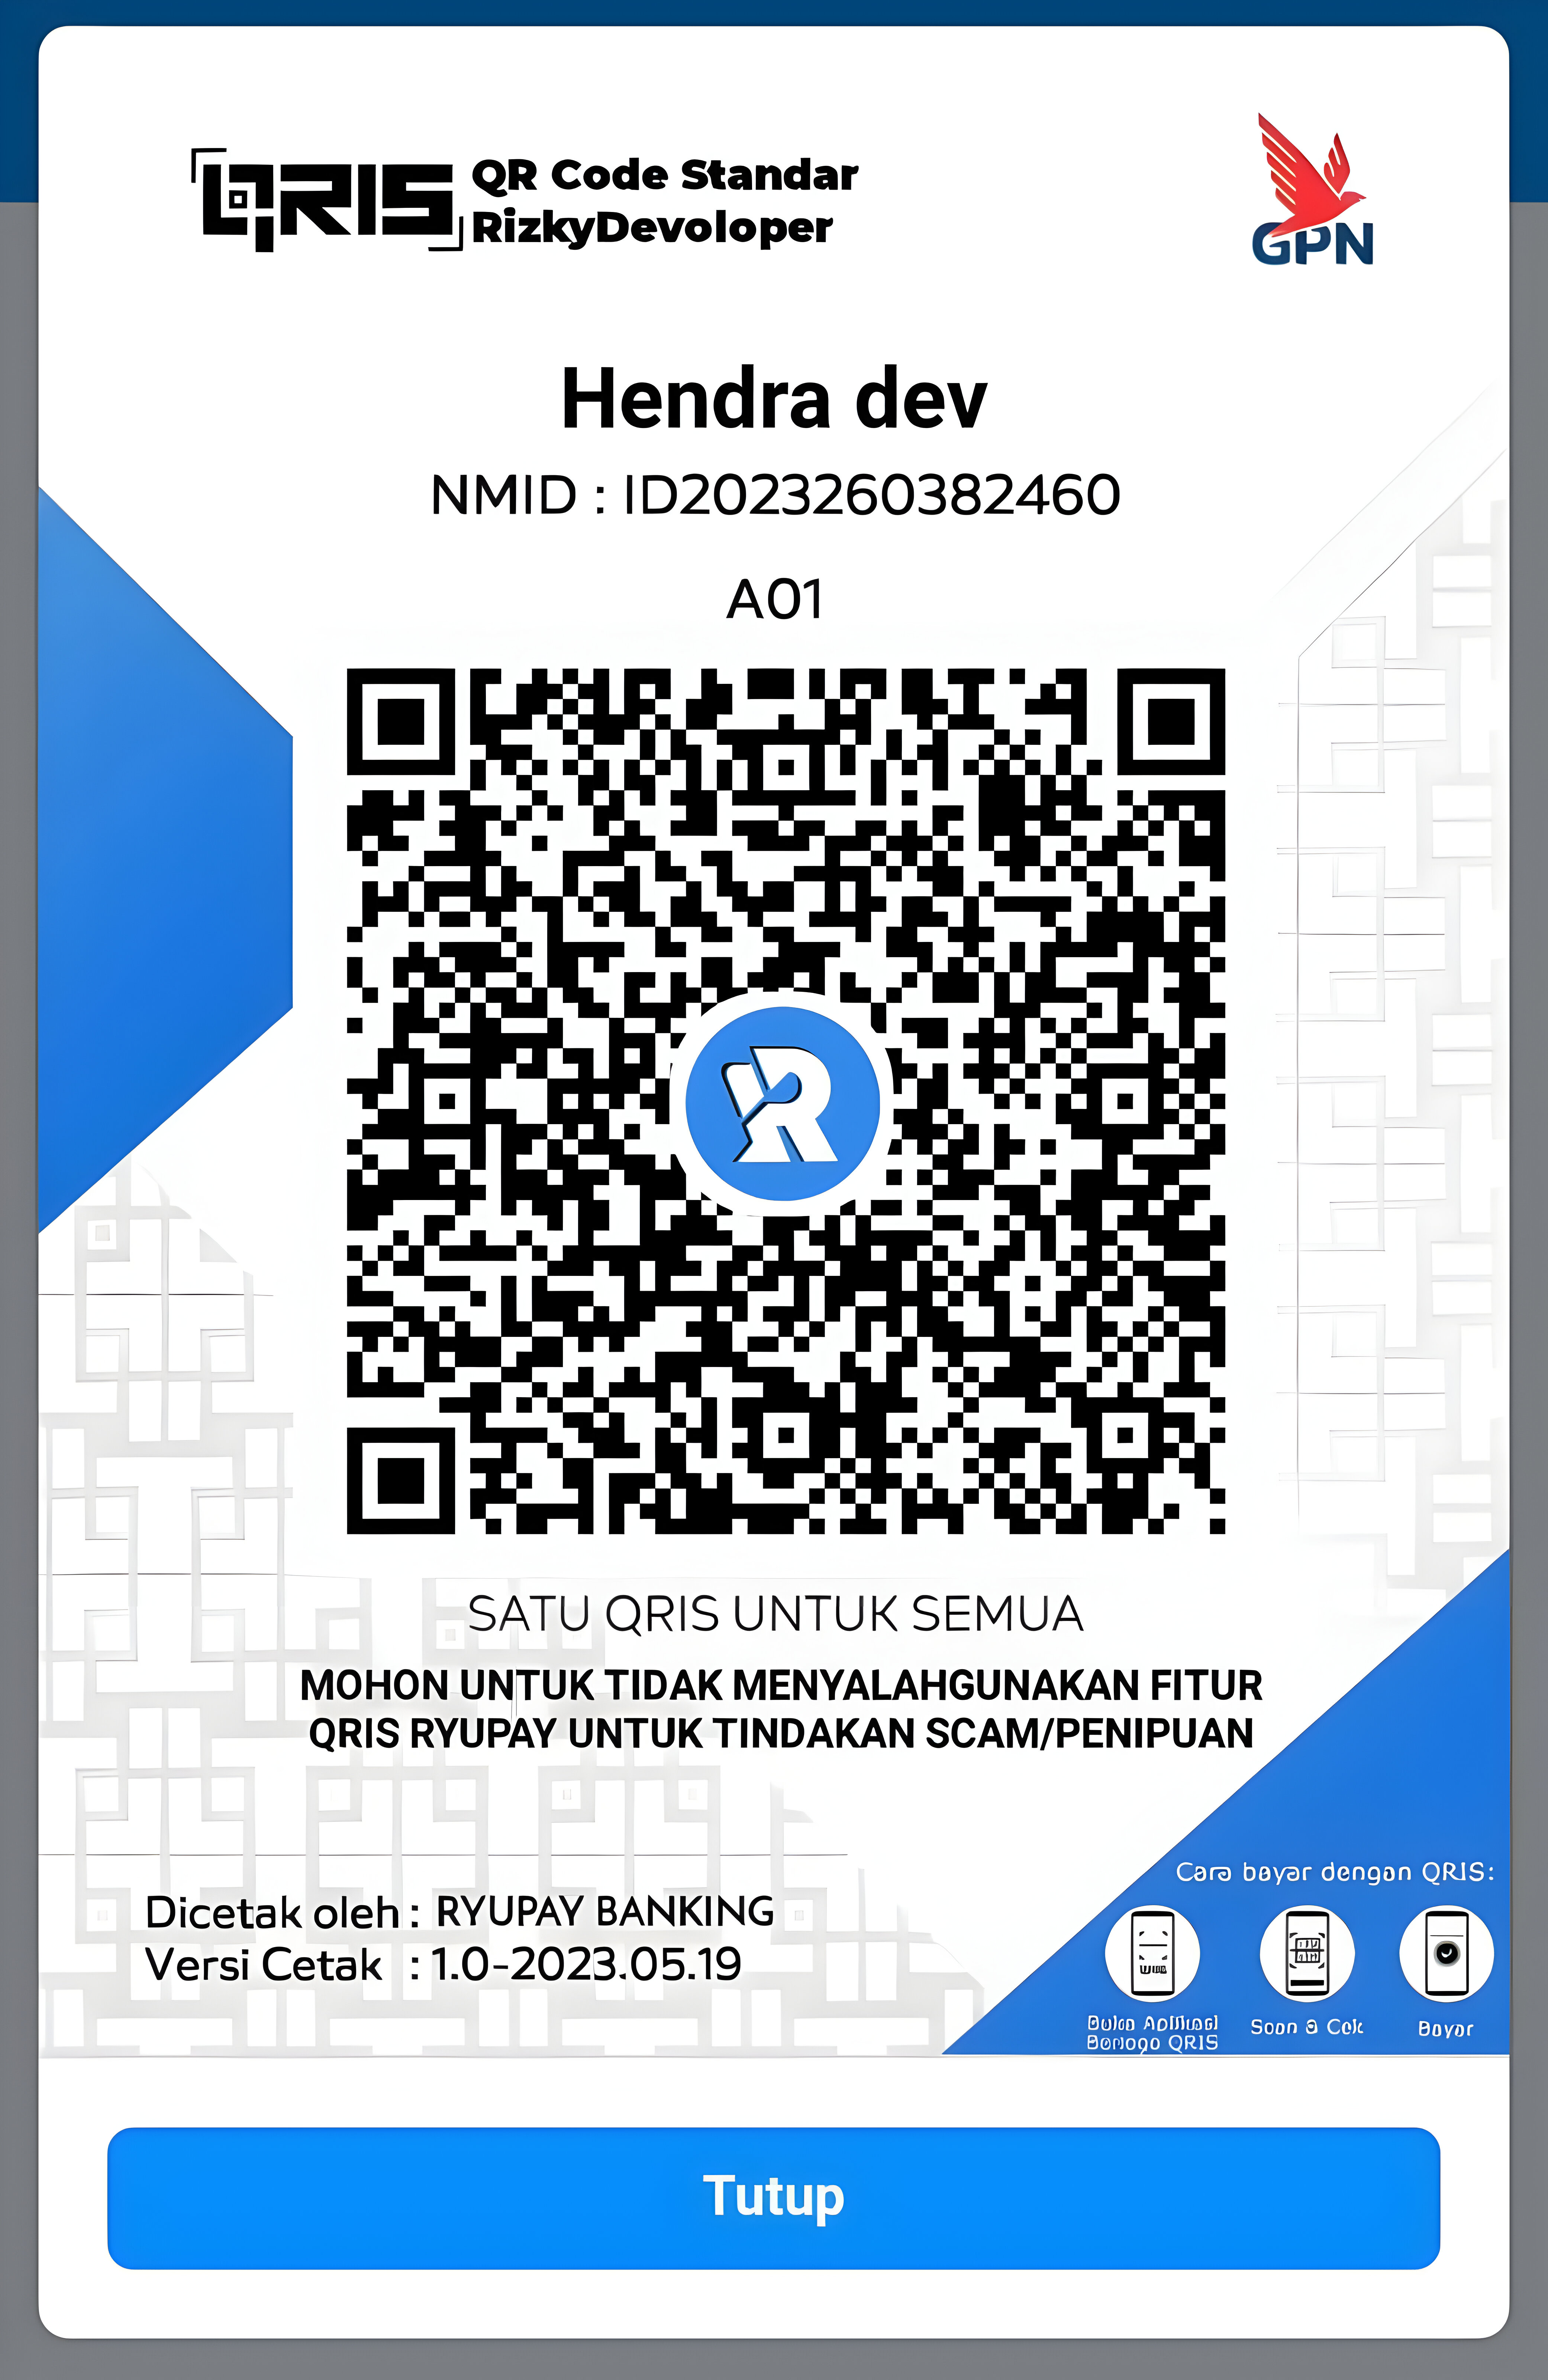 QRIS
QR Code Standar
RizkyDevoloper
GPN
Hendra dev
NMID : ID2023260382460
A01
SATU QRIS UNTUK SEMUA
MOHON UNTUK TIDAK MENYALAHGUNAKAN FITUR
QRIS RYUPAY UNTUK TINDAKAN SCAM/PENIPUAN
Dicetak oleh : RYUPAY BANKING
Versi Cetak : 1.0-2023.05.19
Cara bayar dengan QRIS:
QRIS
Bayar
Tutup